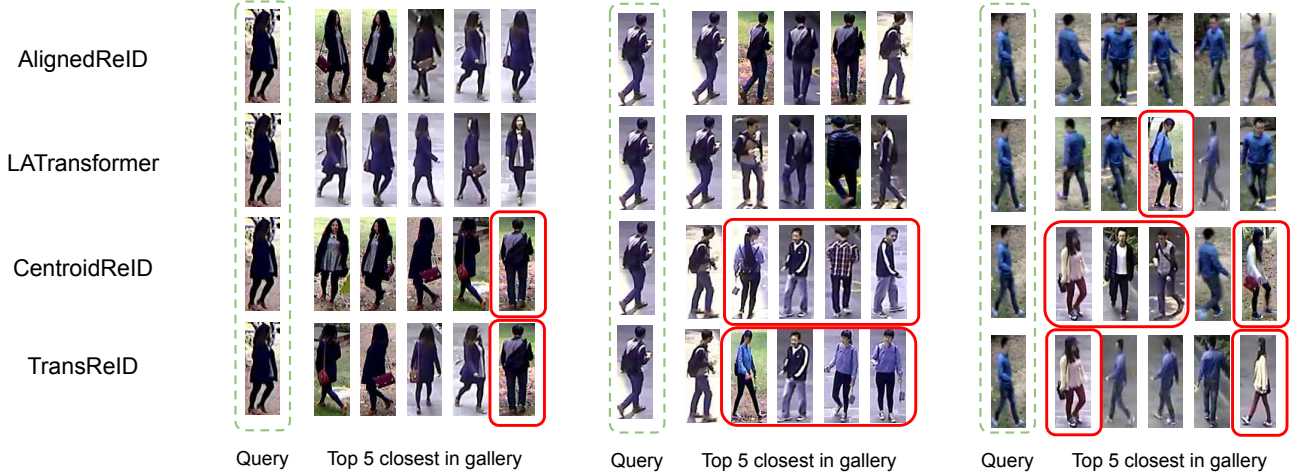 AlignedReID
LATransformer
CentroidReID
TransReID
Query Top 5 closest in gallery Query Top 5 closest in gallery Query Top 5 closest in gallery